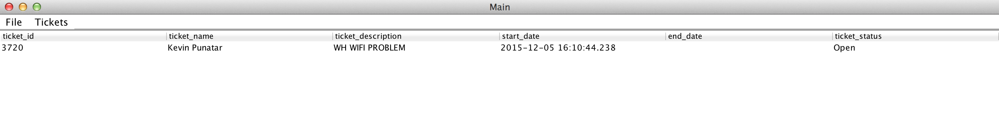 Main
File Tickets
ticket_id ticket_name ticket_description start_date end_date ticket_status
3720 Kevin Punatar WH WIFI PROBLEM 2015-12-05 16:10:44.238 Open